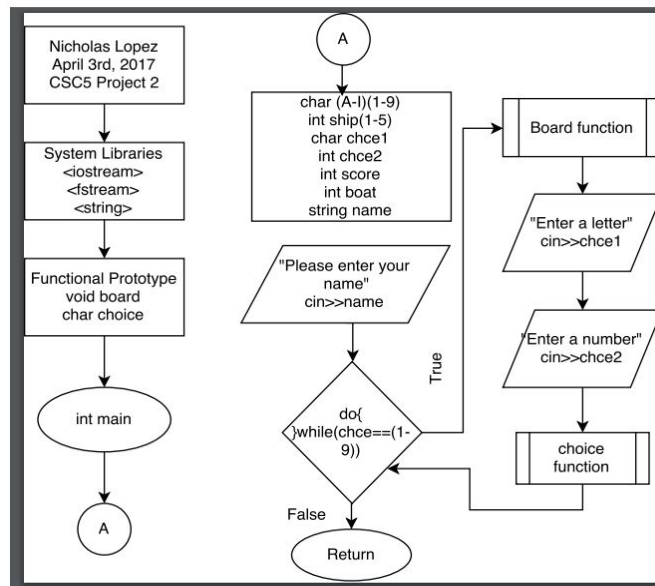 Nicholas Lopez
April 3rd, 2017
CSC5 Project 2
System Libraries
<iostream>
<fstream>
<string>
Functional Prototype
void board
char choice
int main
A
A
char (A-I)(1-9)
int ship(1-5)
char chce1
int chce2
int score
int boat
string name
"Please enter your
name"
cin>>name
do{
}while(chce==(1-
9))
True
False
Return
Board function
"Enter a letter"
cin>>chce1
"Enter a number"
cin>>chce2
choice
function